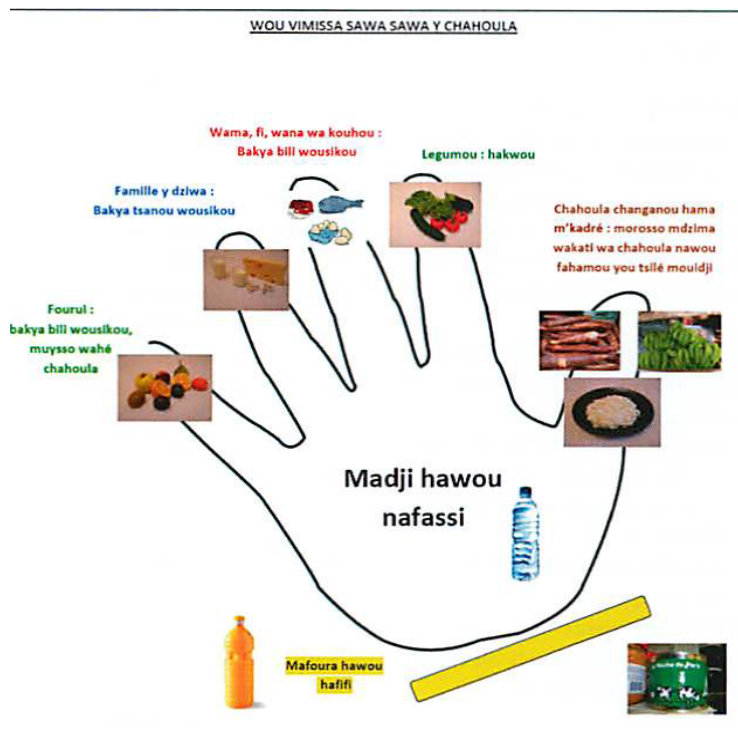 WOU VIMISSA SAWA SAWA Y CHAHOULA
Wama, fi, wana wa kouhou :
Bakya bili wousikou
Legumou : hakwou
Famille y dziwa :
Bakya tsanou wousikou
Chahoula changanou hama
m'kadré : morosso mdzima
wakati wa chahoula nawou
fahamou you tsilé mouidji
Fourui :
bakya bili wousikou,
muysso wahé
chahoula
Madji hawou
nafassi
Mafoura hawou
hafifi